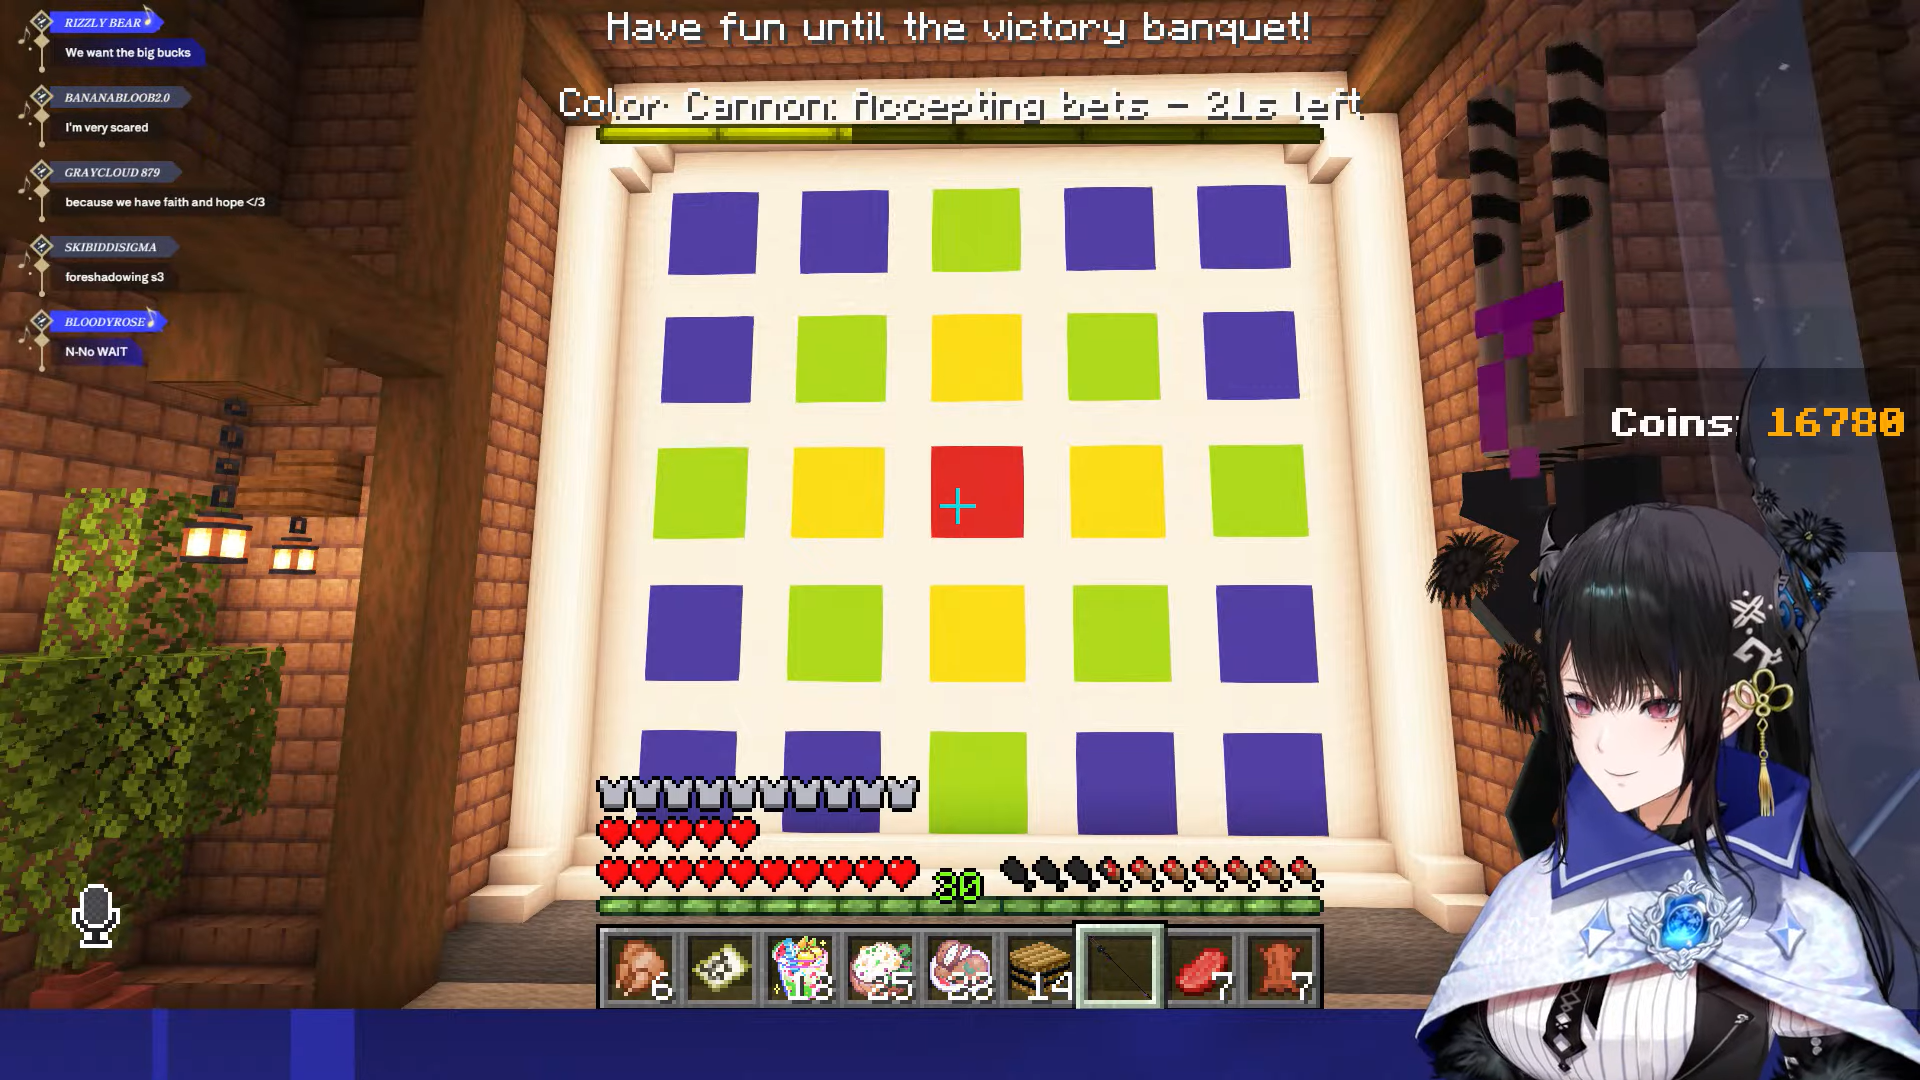 RIZZLY BEAR
We want the big bucks
BANANABLOOB2.0
I'm very scared
GRAYCLOUD 879
because we have faith and hope </3
SKIBIDDISIGMA
foreshadowing s3
BLOODYROSE
N-No WAIT
Have fun until the victory banquet!
Color Cannon: Accepting bets - 21s left
Coins: 16780
30
6
18
25
28
14
7
7